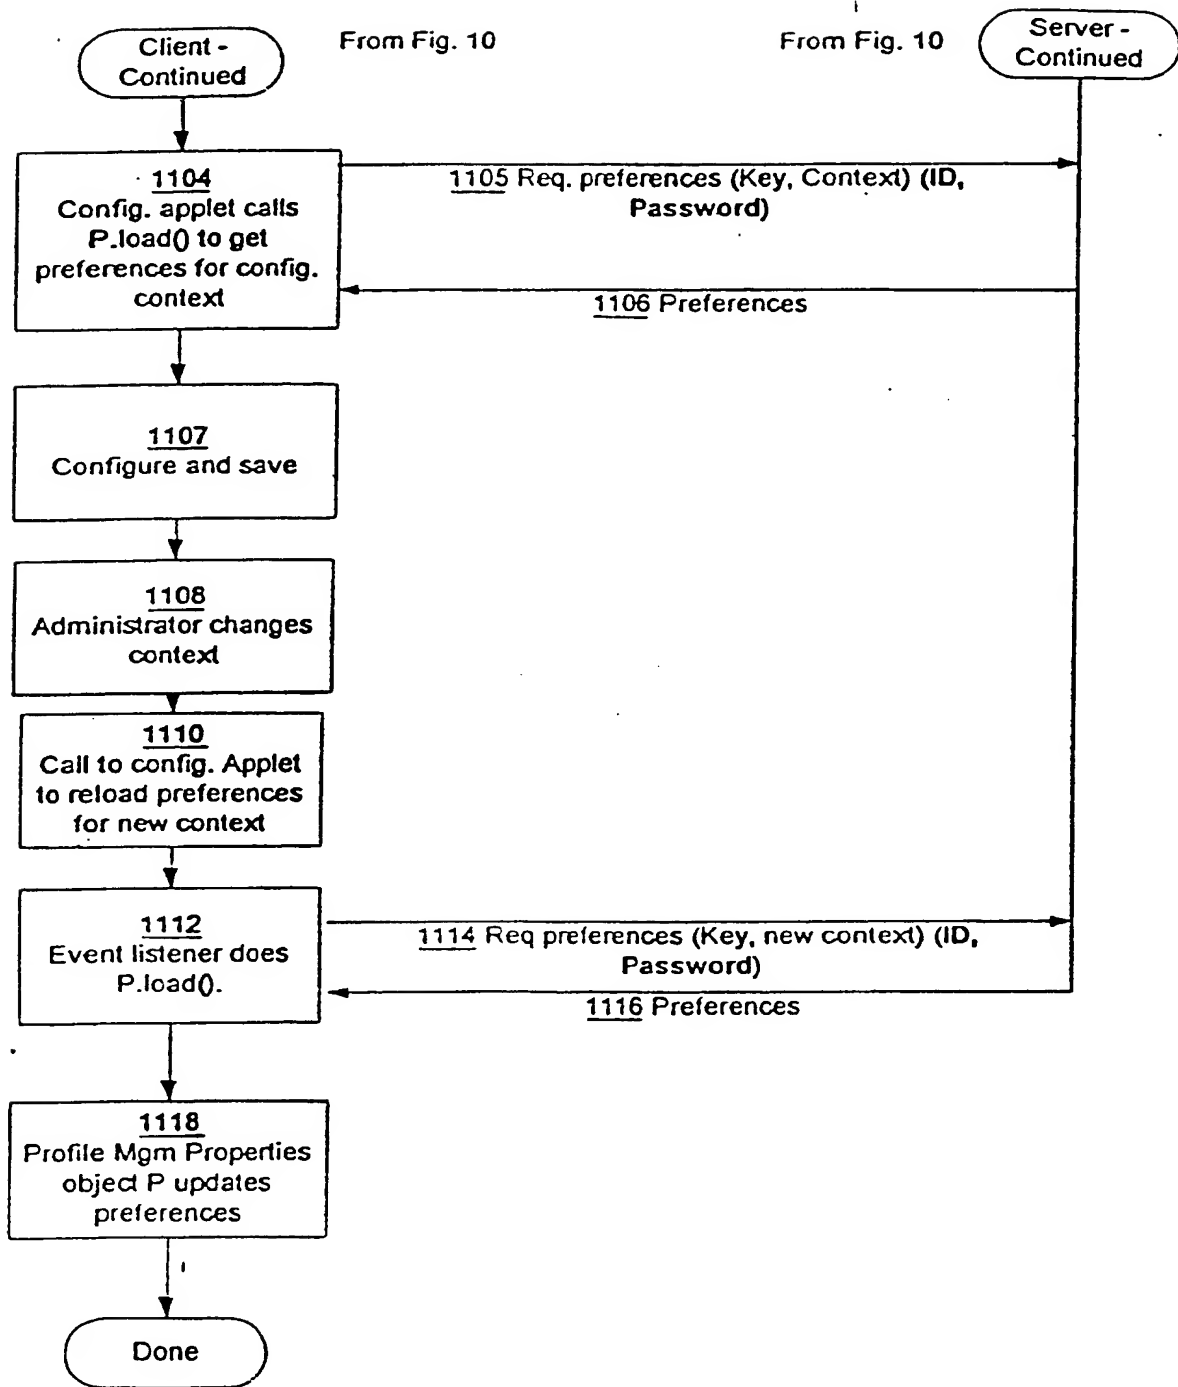 Client -
Continued
From Fig. 10
From Fig. 10
Server -
Continued
1104
Config. applet calls
P.load() to get
preferences for config.
context
1105 Req. preferences (Key, Context) (ID,
Password)
1106 Preferences
1107
Configure and save
1108
Administrator changes
context
1110
Call to config. Applet
to reload preferences
for new context
1112
Event listener does
P.load().
1114 Req preferences (Key, new context) (ID,
Password)
1116 Preferences
1118
Profile Mgm Properties
object P updates
preferences
Done